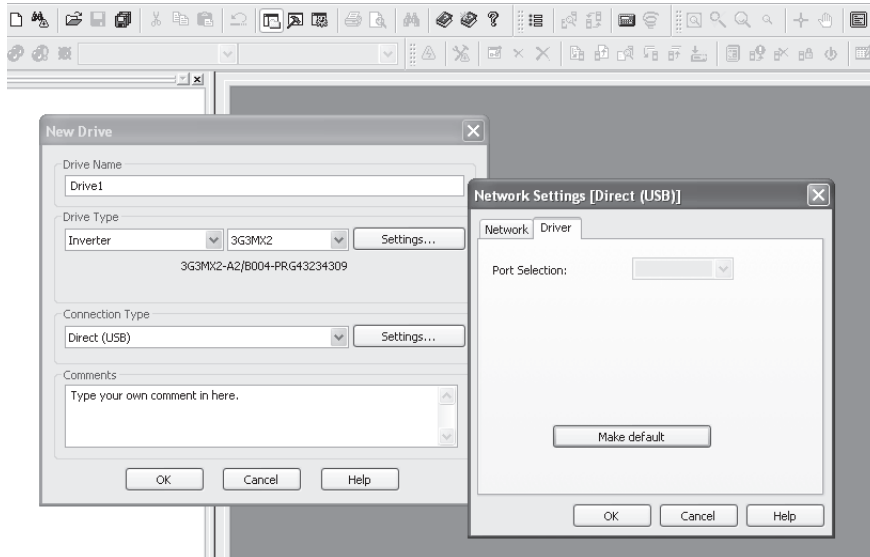 New Drive
Drive Name
Drive1
Drive Type
Inverter 3G3MX2 Settings...
3G3MX2-A2/B004-PRG43234309
Connection Type
Direct (USB) Settings...
Comments
Type your own comment in here.
OK Cancel Help
Network Settings [Direct (USB)]
Network Driver
Port Selection:
Make default
OK Cancel Help